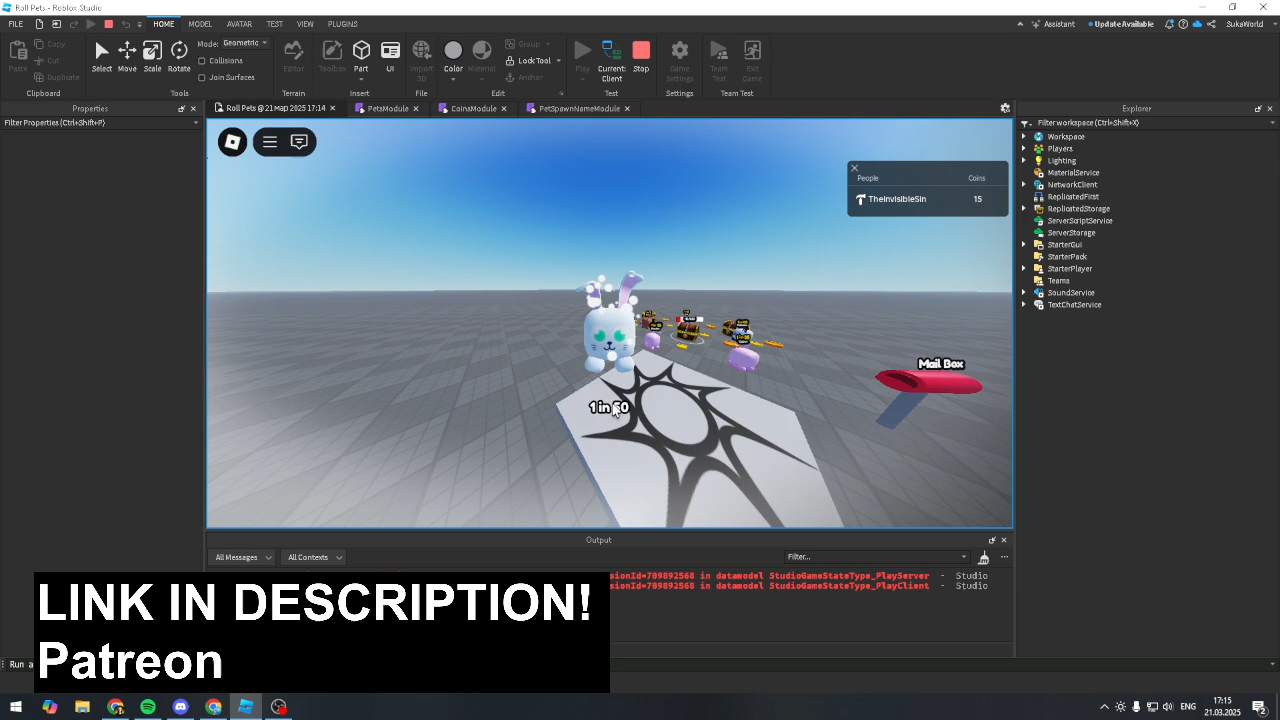 Roll Pets - Roblox Studio
FILE
HOME MODEL AVATAR TEST VIEW PLUGINS
Assistant Update Available SukaWorld
Paste Copy Cut Duplicate
Clipboard
Select Move Scale Rotate
Mode: Geometric
Collisions
Join Surfaces
Tools
Editor
Terrain
Toolbox Part UI
Insert
Import 3D
File
Color Material
Group
Lock Tool
Anchor
Edit
Play Current: Client Stop
Test
Game Settings
Settings
Team Test Exit Game
Team Test
Properties
Filter Properties (Ctrl+Shift+P)
Roll Pets @ 21 мар 2025 17:14 PetsModule CoinsModule PetSpawnNameModule
People Coins
TheInvisibleSin 15
Mail Box
1 in 50
Explorer
Filter workspace (Ctrl+Shift+X)
Workspace
Players
Lighting
MaterialService
NetworkClient
ReplicatedFirst
ReplicatedStorage
ServerScriptService
ServerStorage
StarterGui
StarterPack
StarterPlayer
Teams
SoundService
TextChatService
Output
All Messages All Contexts Filter...
sionId=709892568 in datamodel StudioGameStateType_PlayServer - Studio
sionId=709892568 in datamodel StudioGameStateType_PlayClient - Studio
LINK IN DESCRIPTION!
Patreon
Run a
ENG
17:15
21.03.2025
2